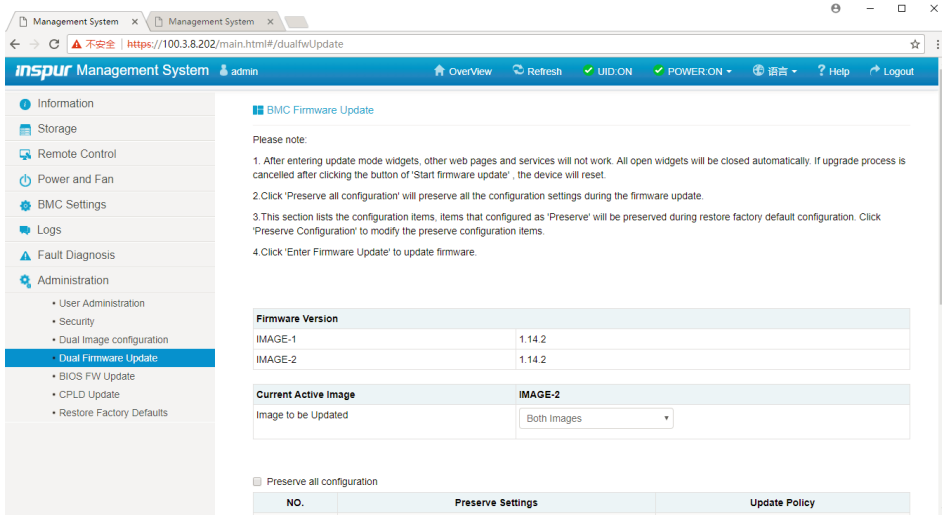 Management System
Management System
不安全 | https://100.3.8.202/main.html#/dualfwUpdate
inspur Management System admin OverView Refresh UID:ON POWER:ON 语言 Help Logout
Information
Storage
Remote Control
Power and Fan
BMC Settings
Logs
Fault Diagnosis
Administration
• User Administration
• Security
• Dual Image configuration
• Dual Firmware Update
• BIOS FW Update
• CPLD Update
• Restore Factory Defaults
BMC Firmware Update
Please note:
1. After entering update mode widgets, other web pages and services will not work. All open widgets will be closed automatically. If upgrade process is
cancelled after clicking the button of 'Start firmware update' , the device will reset.
2.Click 'Preserve all configuration' will preserve all the configuration settings during the firmware update.
3.This section lists the configuration items, items that configured as 'Preserve' will be preserved during restore factory default configuration. Click
'Preserve Configuration' to modify the preserve configuration items.
4.Click 'Enter Firmware Update' to update firmware.
Firmware Version
IMAGE-1 1.14.2
IMAGE-2 1.14.2
Current Active Image IMAGE-2
Image to be Updated Both Images
Preserve all configuration
NO. Preserve Settings Update Policy